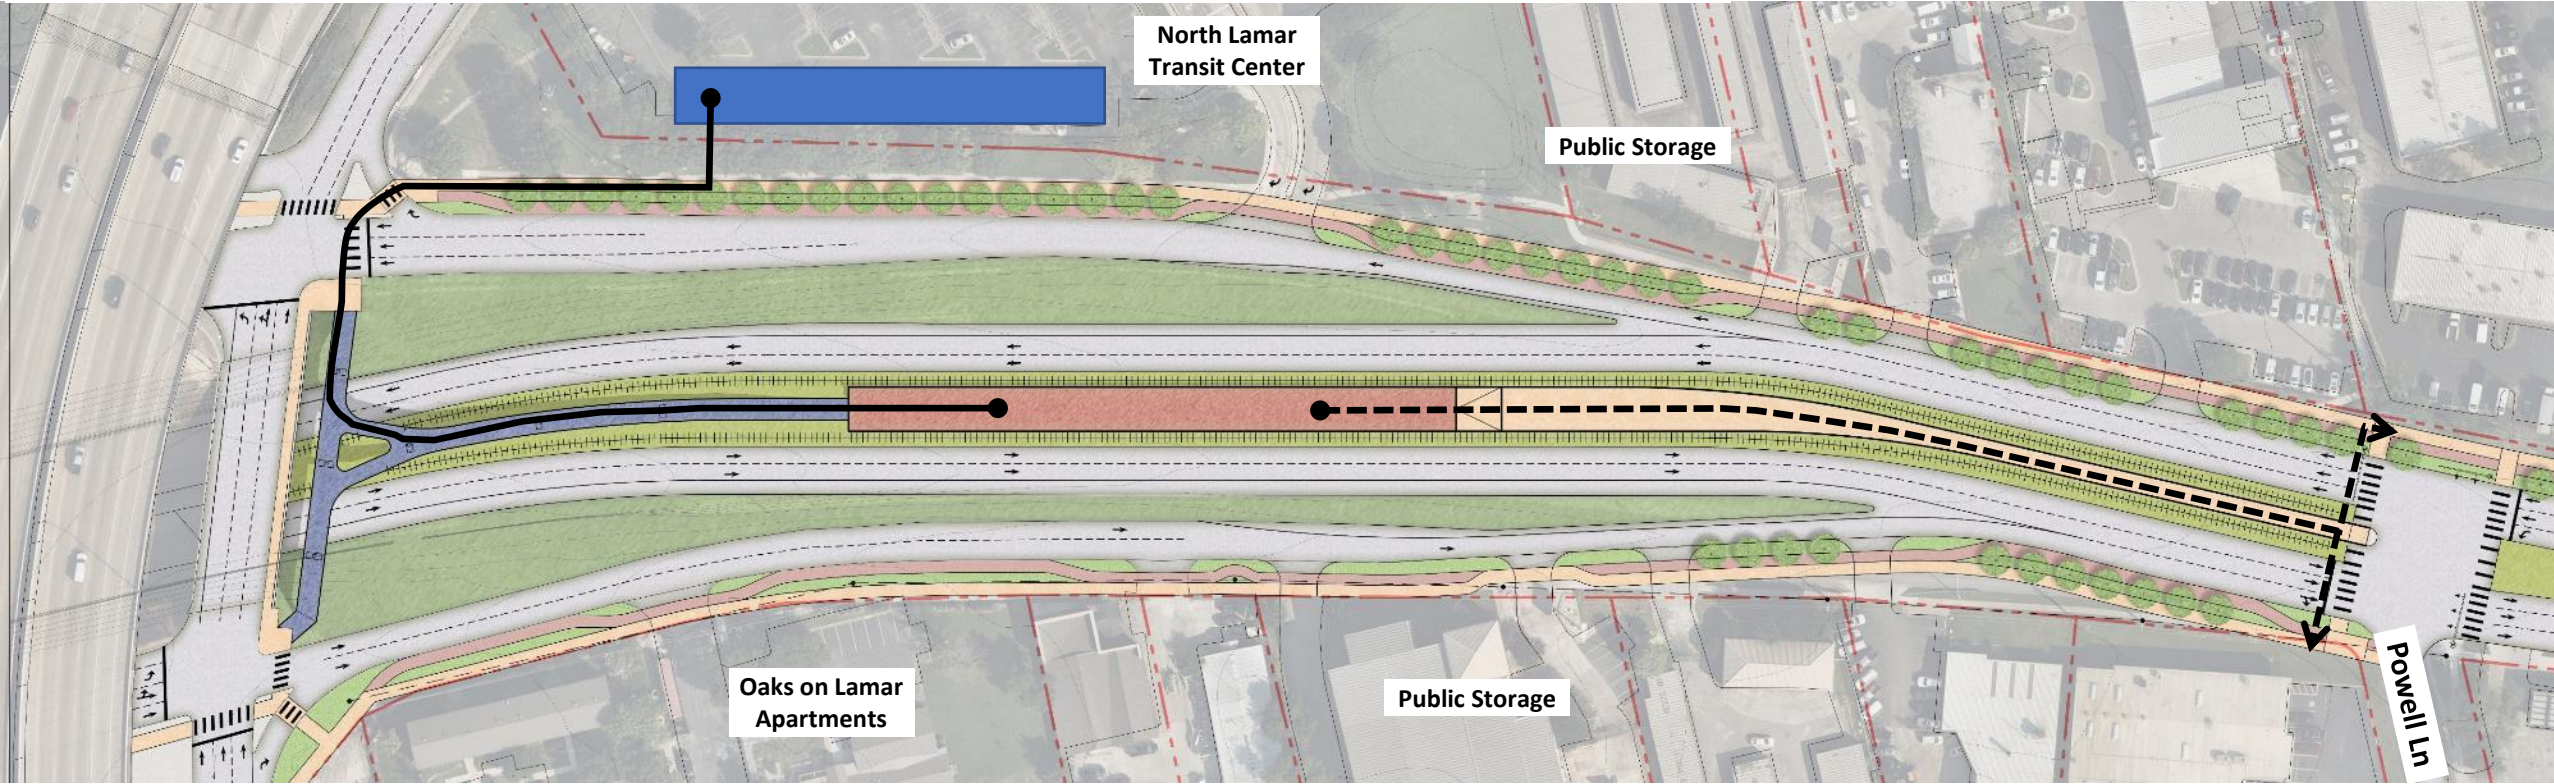 North Lamar
Transit Center
Public Storage
Oaks on Lamar
Apartments
Public Storage
Powell Ln